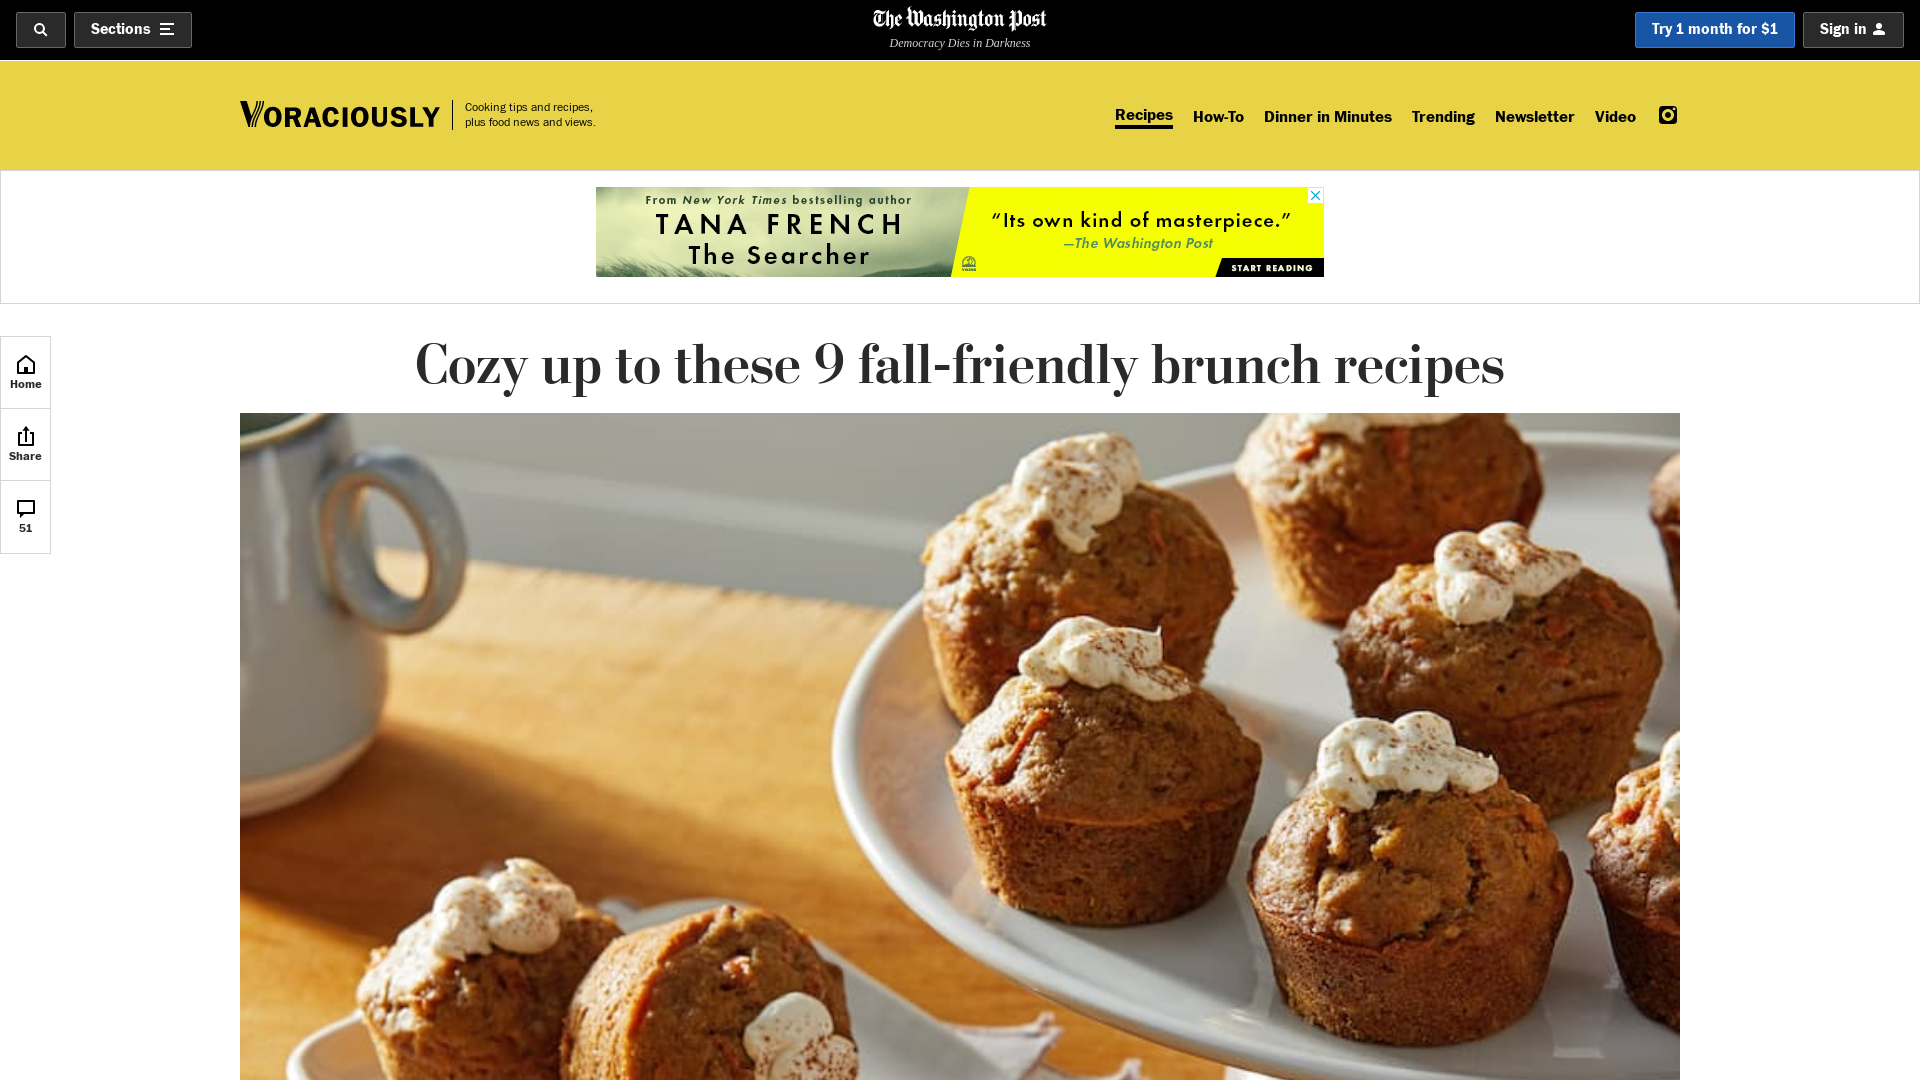 Sections
The Washington Post
Democracy Dies in Darkness
Try 1 month for $1
Sign in
VORACIOUSLY
Cooking tips and recipes,
plus food news and views.
Recipes
How-To
Dinner in Minutes
Trending
Newsletter
Video
From New York Times bestselling author
TANA FRENCH
The Searcher
“Its own kind of masterpiece.”
—The Washington Post
VIKING
START READING
Home
Share
51
Cozy up to these 9 fall-friendly brunch recipes